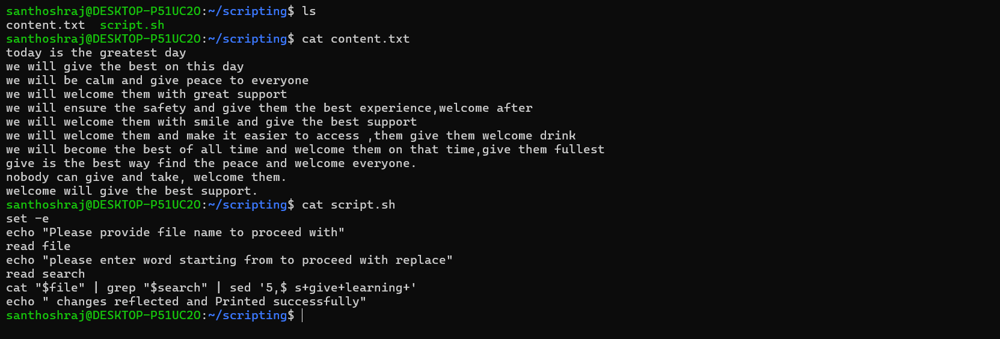 santhoshraj@DESKTOP-P51UC2O:~/scripting$ ls
content.txt  script.sh
santhoshraj@DESKTOP-P51UC2O:~/scripting$ cat content.txt
today is the greatest day
we will give the best on this day
we will be calm and give peace to everyone
we will welcome them with great support
we will ensure the safety and give them the best experience,welcome after
we will welcome them with smile and give the best support
we will welcome them and make it easier to access ,them give them welcome drink
we will become the best of all time and welcome them on that time,give them fullest
give is the best way find the peace and welcome everyone.
nobody can give and take, welcome them.
welcome will give the best support.
santhoshraj@DESKTOP-P51UC2O:~/scripting$ cat script.sh
set -e
echo "Please provide file name to proceed with"
read file
echo "please enter word starting from to proceed with replace"
read search
cat "$file" | grep "$search" | sed '5,$ s+give+learning+'
echo " changes reflected and Printed successfully"
santhoshraj@DESKTOP-P51UC2O:~/scripting$